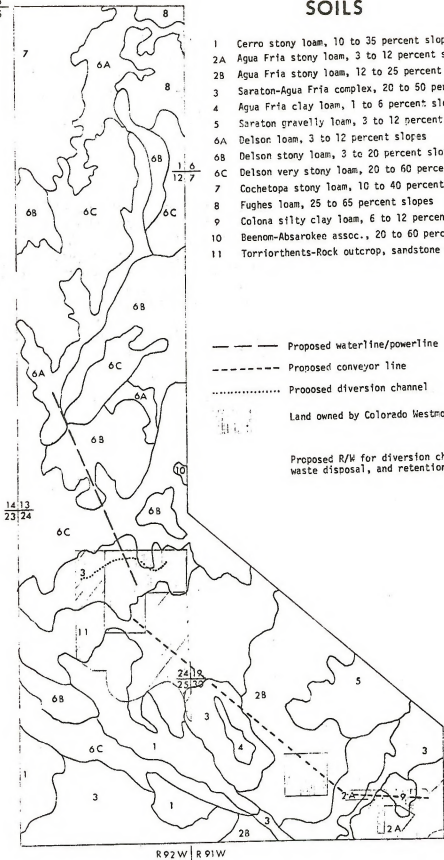 SOILS
1 Cerro stony loam, 10 to 35 percent slop
2A Agua Fria stony loam, 3 to 12 percent s
2B Agua Fria stony loam, 12 to 25 percent
3 Saraton-Agua Fria complex, 20 to 50 per
4 Agua Fria clay loam, 1 to 6 percent sl
5 Saraton gravelly loam, 3 to 12 percent
6A Delson loam, 3 to 12 percent slopes
6B Delson stony loam, 3 to 20 percent slo
6C Delson very stony loam, 20 to 60 perce
7 Cochetopa stony loam, 10 to 40 percent
8 Fughes loam, 25 to 65 percent slopes
9 Colona silty clay loam, 6 to 12 percen
10 Beenom-Absarokee assoc., 20 to 60 perc
11 Torriorthents-Rock outcrop, sandstone
Proposed waterline/powerline
Proposed conveyor line
Prooosed diversion channel
Land owned by Colorado Westmo
Proposed R/W for diversion ch
waste disposal, and retention
7
8
6A
8
6B
1 6
12 7
6B
6C
6C
6B
6C
6A
6A
6B
10
6B
14 13
23 24
6C
3
11
24 19
25 30
2B
5
6B
3
3
4
6C
1
1
3
1
2A
9
3
2B
2A
R92W R91W